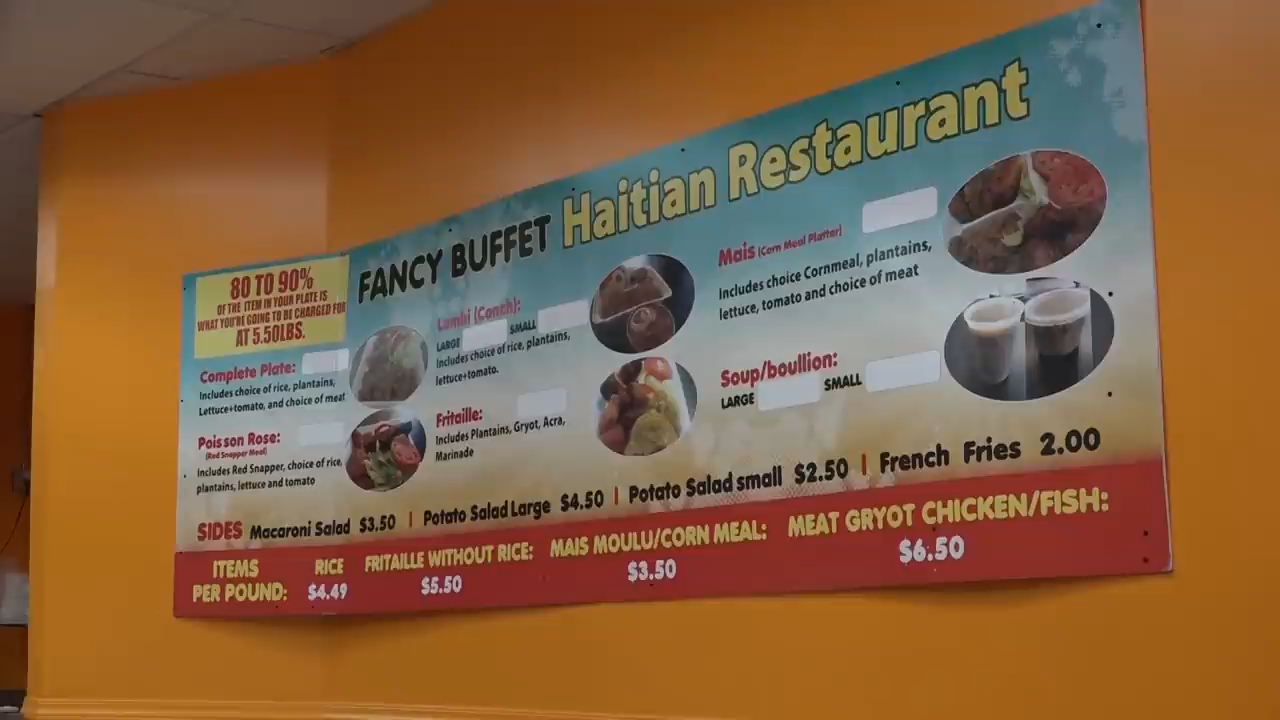 FANCY BUFFET Haitian Restaurant
80 TO 90%
OF THE ITEM IN YOUR PLATE IS
WHAT YOU'RE GOING TO BE CHARGED FOR
AT 5.50LBS.
Complete Plate:
Includes choice of rice, plantains,
Lettuce+tomato, and choice of meat
Poisson Rose:
(Red Snapper Meal)
Includes Red Snapper, choice of rice,
plantains, lettuce and tomato
Lambi (Conch):
LARGE SMALL
Includes choice of rice, plantains,
lettuce+tomato.
Fritaille:
Includes Plantains, Gryot, Acra,
Marinade
Mais (Corn Meal Platter)
Includes choice Cornmeal, plantains,
lettuce, tomato and choice of meat
Soup/boullion:
LARGE SMALL
SIDES Macaroni Salad $3.50 | Potato Salad Large $4.50 | Potato Salad small $2.50 | French Fries 2.00
ITEMS
PER POUND:
RICE
$4.49
FRITAILLE WITHOUT RICE:
$5.50
MAIS MOULU/CORN MEAL:
$3.50
MEAT GRYOT CHICKEN/FISH:
$6.50